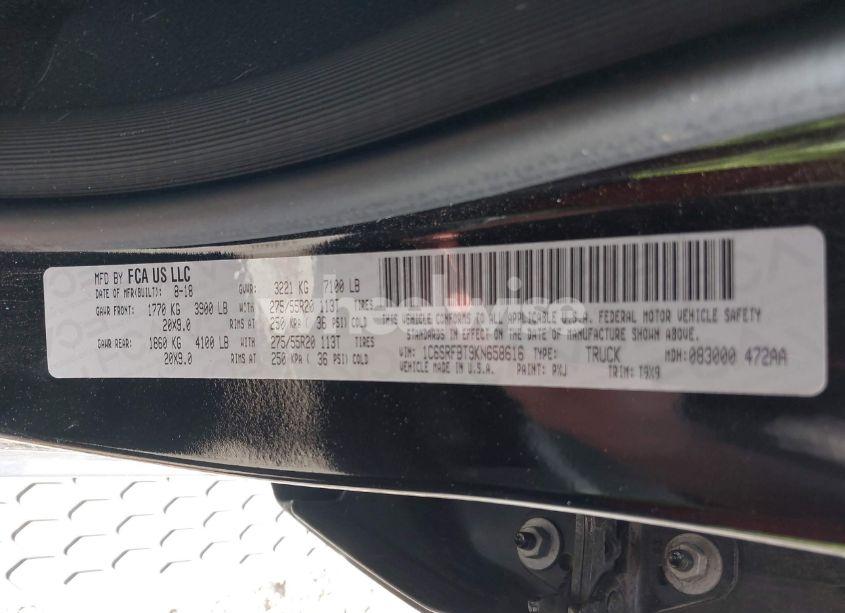 MFD BY FCA US LLC
DATE OF MFR(BUILT): 8-18 GVWR: 3221 KG 7100 LB
GAWR FRONT: 1770 KG 3900 LB WITH 275/55R20 113T TIRES
20X9.0 RIMS AT 250 KPA ( 36 PSI) COLD
GAWR REAR: 1860 KG 4100 LB WITH 275/55R20 113T TIRES
20X9.0 RIMS AT 250 KPA ( 36 PSI) COLD
THIS VEHICLE CONFORMS TO ALL APPLICABLE U.S.A. FEDERAL MOTOR VEHICLE SAFETY
STANDARDS IN EFFECT ON THE DATE OF MANUFACTURE SHOWN ABOVE.
VIN: 1C6SRFBT9KN658616 TYPE: TRUCK MDH: 083000 472AA
VEHICLE MADE IN U.S.A. PAINT: PXJ TRIM: T9X9
wheelwise